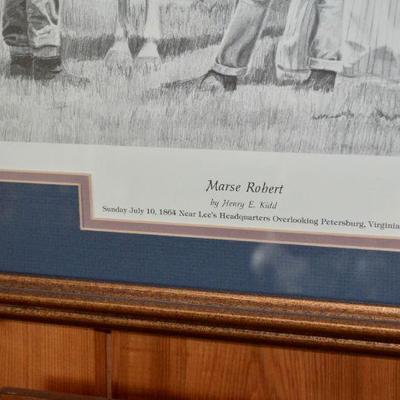 Marse Robert
by Henry E. Kidd
Sunday July 10, 1864 Near Lee's Headquarters Overlooking Petersburg, Virginia